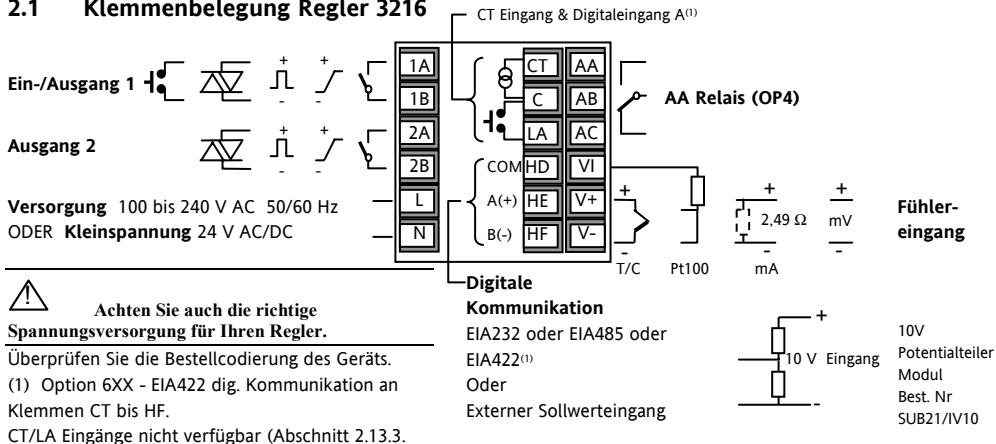 2.1 Klemmenbelegung Regler 3216
CT Eingang & Digitaleingang A(1)
Ein-/Ausgang 1
+ +
- -
Ausgang 2
+ +
- -
Versorgung 100 bis 240 V AC 50/60 Hz
ODER Kleinspannung 24 V AC/DC
1A CT AA
1B C AB
2A LA AC
2B COM HD VI
L A(+) HE V+
N B(-) HF V-
AA Relais (OP4)
+ + +
2,49 Ω mV
- - -
T/C Pt100 mA
Fühler-
eingang
Achten Sie auch die richtige
Spannungsversorgung für Ihren Regler.
Überprüfen Sie die Bestellcodierung des Geräts.
(1) Option 6XX - EIA422 dig. Kommunikation an
Klemmen CT bis HF.
CT/LA Eingänge nicht verfügbar (Abschnitt 2.13.3.
Digitale
Kommunikation
EIA232 oder EIA485 oder
EIA422(1)
Oder
Externer Sollwerteingang
+
10 V Eingang
-
10V
Potentialteiler
Modul
Best. Nr
SUB21/IV10